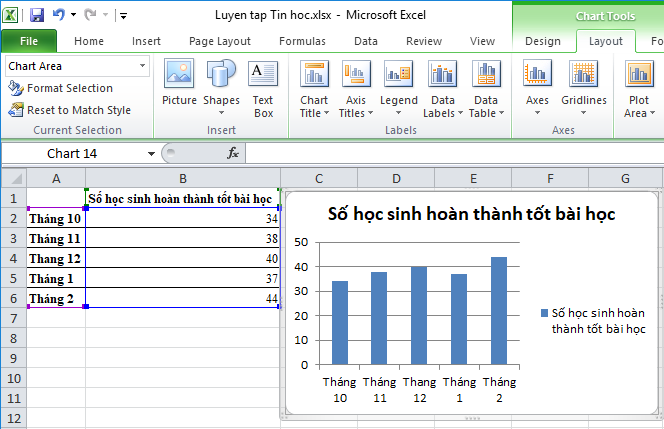 Luyen tap Tin hoc.xlsx - Microsoft Excel
Chart Tools
File Home Insert Page Layout Formulas Data Review View Design Layout Fo
Chart Area
Format Selection
Reset to Match Style
Current Selection
Picture Shapes Text Box
Insert
Chart Title Axis Titles Legend Data Labels Data Table
Labels
Axes Gridlines
Axes
Plot Area
Chart 14 fx
A B C D E F G
1 Số học sinh hoàn thành tốt bài học
2 Tháng 10 34
3 Tháng 11 38
4 Thang 12 40
5 Tháng 1 37
6 Tháng 2 44
7
8
9
10
11
12
Số học sinh hoàn thành tốt bài học
50
40
30
20
10
0
Tháng 10 Tháng 11 Thang 12 Tháng 1 Tháng 2
Số học sinh hoàn
thành tốt bài học